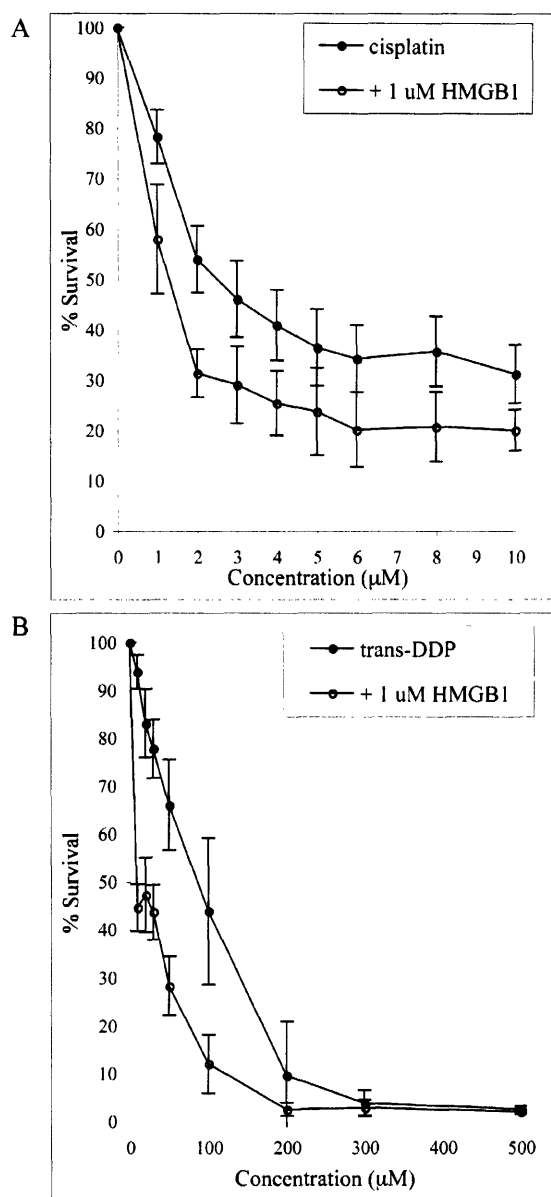 A
cisplatin
+ 1 uM HMGB1
100
90
80
70
60
50
40
30
20
10
0
% Survival
0 1 2 3 4 5 6 8 9 10
Concentration (µM)
B
trans-DDP
+ 1 uM HMGB1
100
90
80
70
60
50
40
30
20
10
0
% Survival
0 100 200 300 400 500
Concentration (µM)